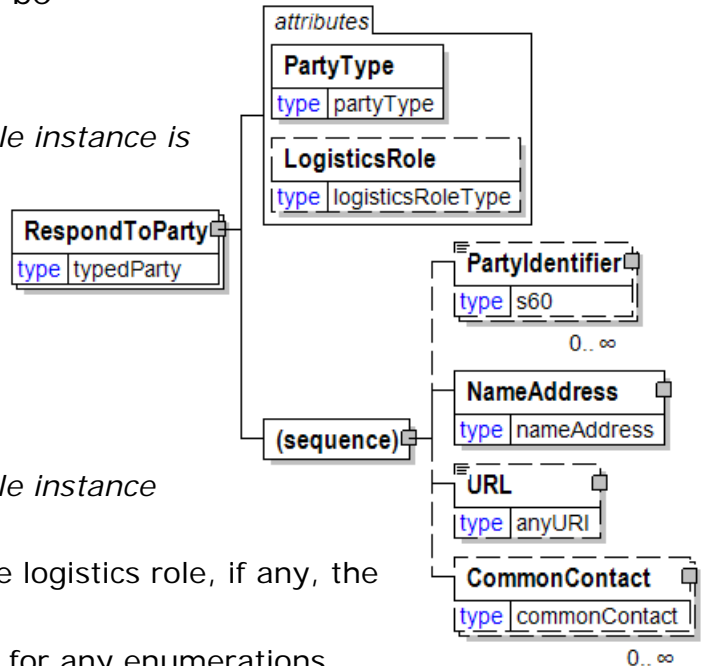 be
attributes
PartyType
type partyType
le instance is
LogisticsRole
type logisticsRoleType
RespondToParty
type typedParty
PartyIdentifier
type s60
0.. ∞
NameAddress
type nameAddress
(sequence)
URL
type anyURI
le instance
e logistics role, if any, the
CommonContact
type commonContact
0.. ∞
for any enumerations